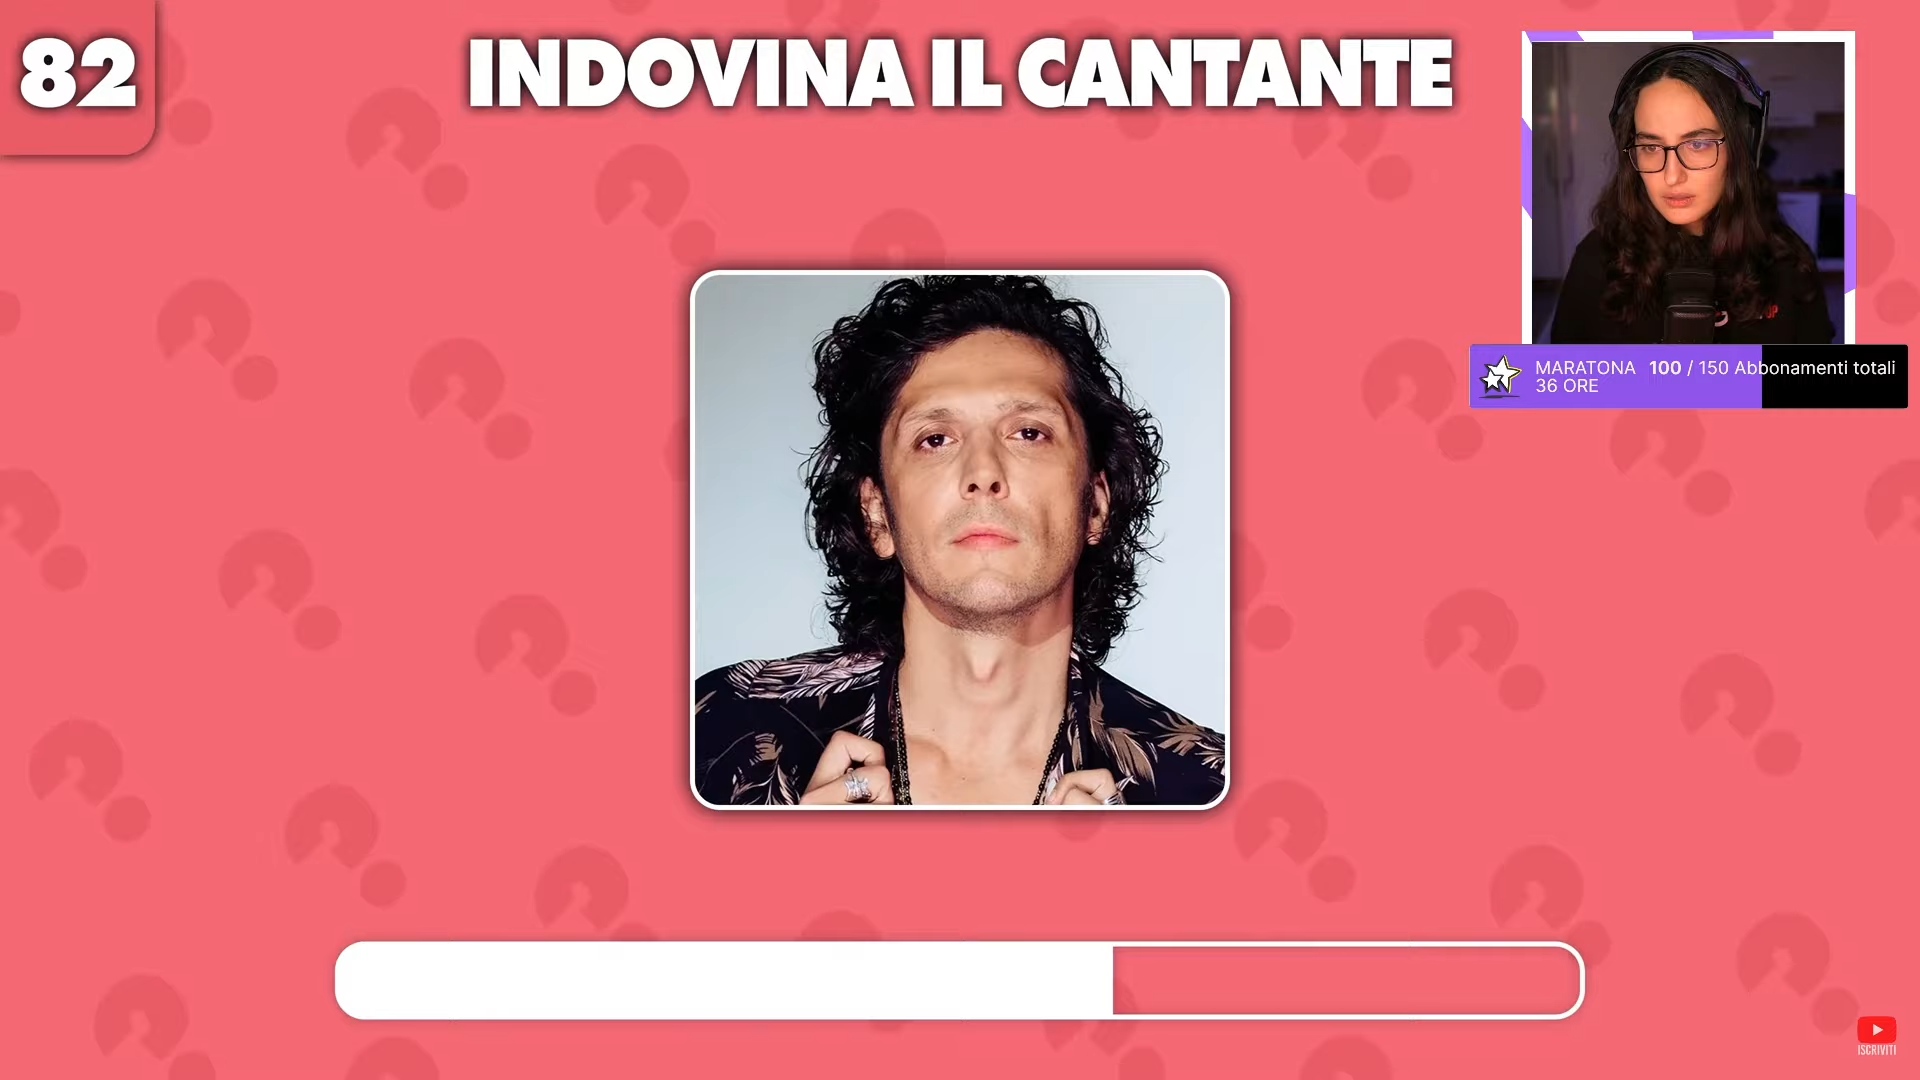 82
INDOVINA IL CANTANTE
MARATONA 100 / 150 Abbonamenti totali
36 ORE
ISCRIVITI